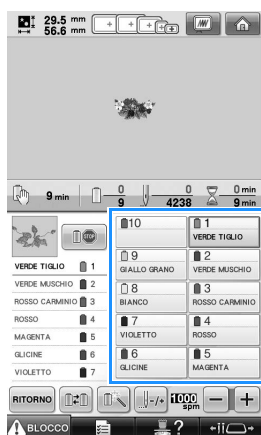 29.5 mm
56.6 mm
9 min
0
9
0
4238
0 min
9 min
STOP
VERDE TIGLIO 1
VERDE MUSCHIO 2
ROSSO CARMINIO 3
ROSSO 4
MAGENTA 5
GLICINE 6
VIOLETTO 7
10
1
VERDE TIGLIO
9
GIALLO GRANO
2
VERDE MUSCHIO
8
BIANCO
3
ROSSO CARMINIO
7
VIOLETTO
4
ROSSO
6
GLICINE
5
MAGENTA
RITORNO
-/+
1000
spm
− +
BLOCCO
?